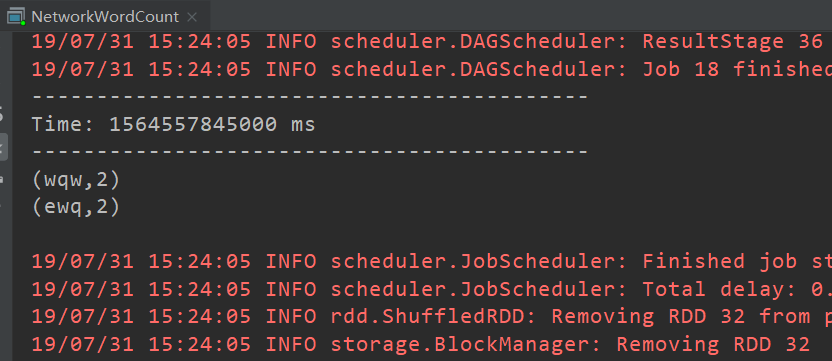 NetworkWordCount
19/07/31 15:24:05 INFO scheduler.DAGScheduler: ResultStage 36
19/07/31 15:24:05 INFO scheduler.DAGScheduler: Job 18 finished
-------------------------------------------
Time: 1564557845000 ms
-------------------------------------------
(wqw,2)
(ewq,2)
19/07/31 15:24:05 INFO scheduler.JobScheduler: Finished job st
19/07/31 15:24:05 INFO scheduler.JobScheduler: Total delay: 0.
19/07/31 15:24:05 INFO rdd.ShuffledRDD: Removing RDD 32 from p
19/07/31 15:24:05 INFO storage.BlockManager: Removing RDD 32